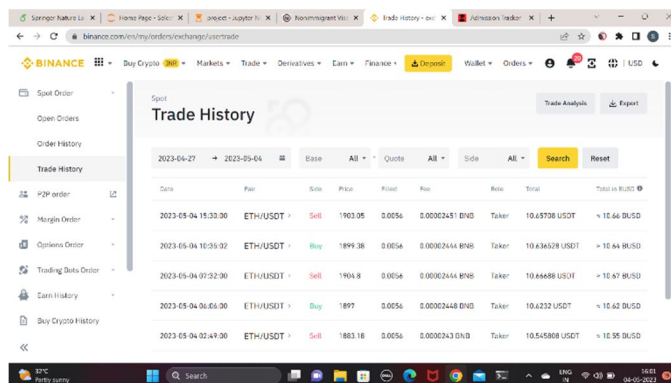 Springer Nature La
Home Page - Select
project - Jupyter N
Nonimmigrant Visa
Trade History - exc
Admission Tracker
binance.com/en/my/orders/exchange/usertrade
BINANCE
Buy Crypto INR Markets Trade Derivatives Earn Finance Deposit Wallet Orders 20 USD
Spot Order
Open Orders
Order History
Trade History
P2P order
Margin Order
Options Order
Trading Bots Order
Earn History
Buy Crypto History
Spot
Trade History
Trade Analysis
Export
2023-04-27 → 2023-05-04 Base All Quote All Side All Search Reset
Date Pair Side Price Filled Fee Role Total Total in BUSD
2023-05-04 15:30:00 ETH/USDT Sell 1903.05 0.0056 0.00002451 BNB Taker 10.65708 USDT ≈ 10.66 BUSD
2023-05-04 10:35:02 ETH/USDT Buy 1899.38 0.0056 0.00002444 BNB Taker 10.636528 USDT ≈ 10.64 BUSD
2023-05-04 07:32:00 ETH/USDT Sell 1904.8 0.0056 0.00002444 BNB Taker 10.66688 USDT ≈ 10.67 BUSD
2023-05-04 06:06:00 ETH/USDT Buy 1897 0.0056 0.00002448 BNB Taker 10.6232 USDT ≈ 10.62 BUSD
2023-05-04 02:49:00 ETH/USDT Sell 1883.18 0.0056 0.0000243 BNB Taker 10.545808 USDT ≈ 10.55 BUSD
32°C
Partly sunny
Search
ENG
IN
16:01
04-05-2023